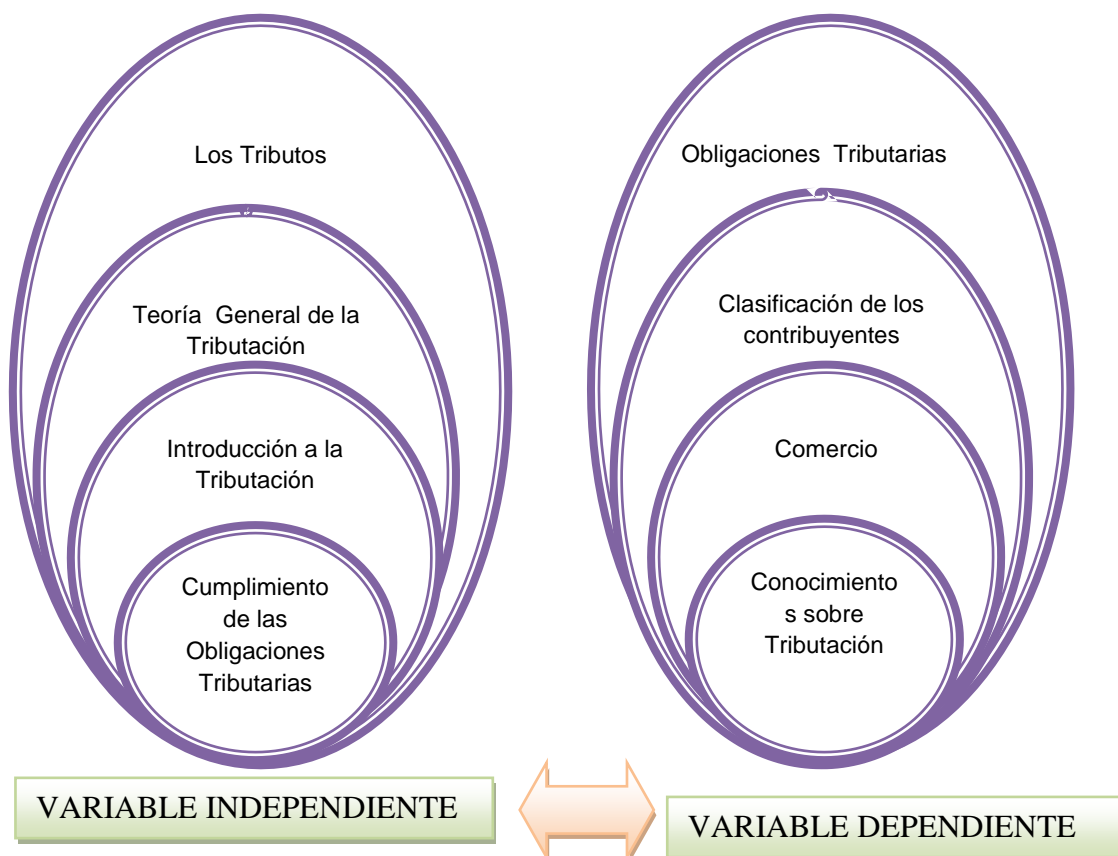 Los Tributos
Teoría General de la
Tributación
Introducción a la
Tributación
Cumplimiento
de las
Obligaciones
Tributarias
VARIABLE INDEPENDIENTE
Obligaciones Tributarias
Clasificación de los
contribuyentes
Comercio
Conocimiento
s sobre
Tributación
VARIABLE DEPENDIENTE